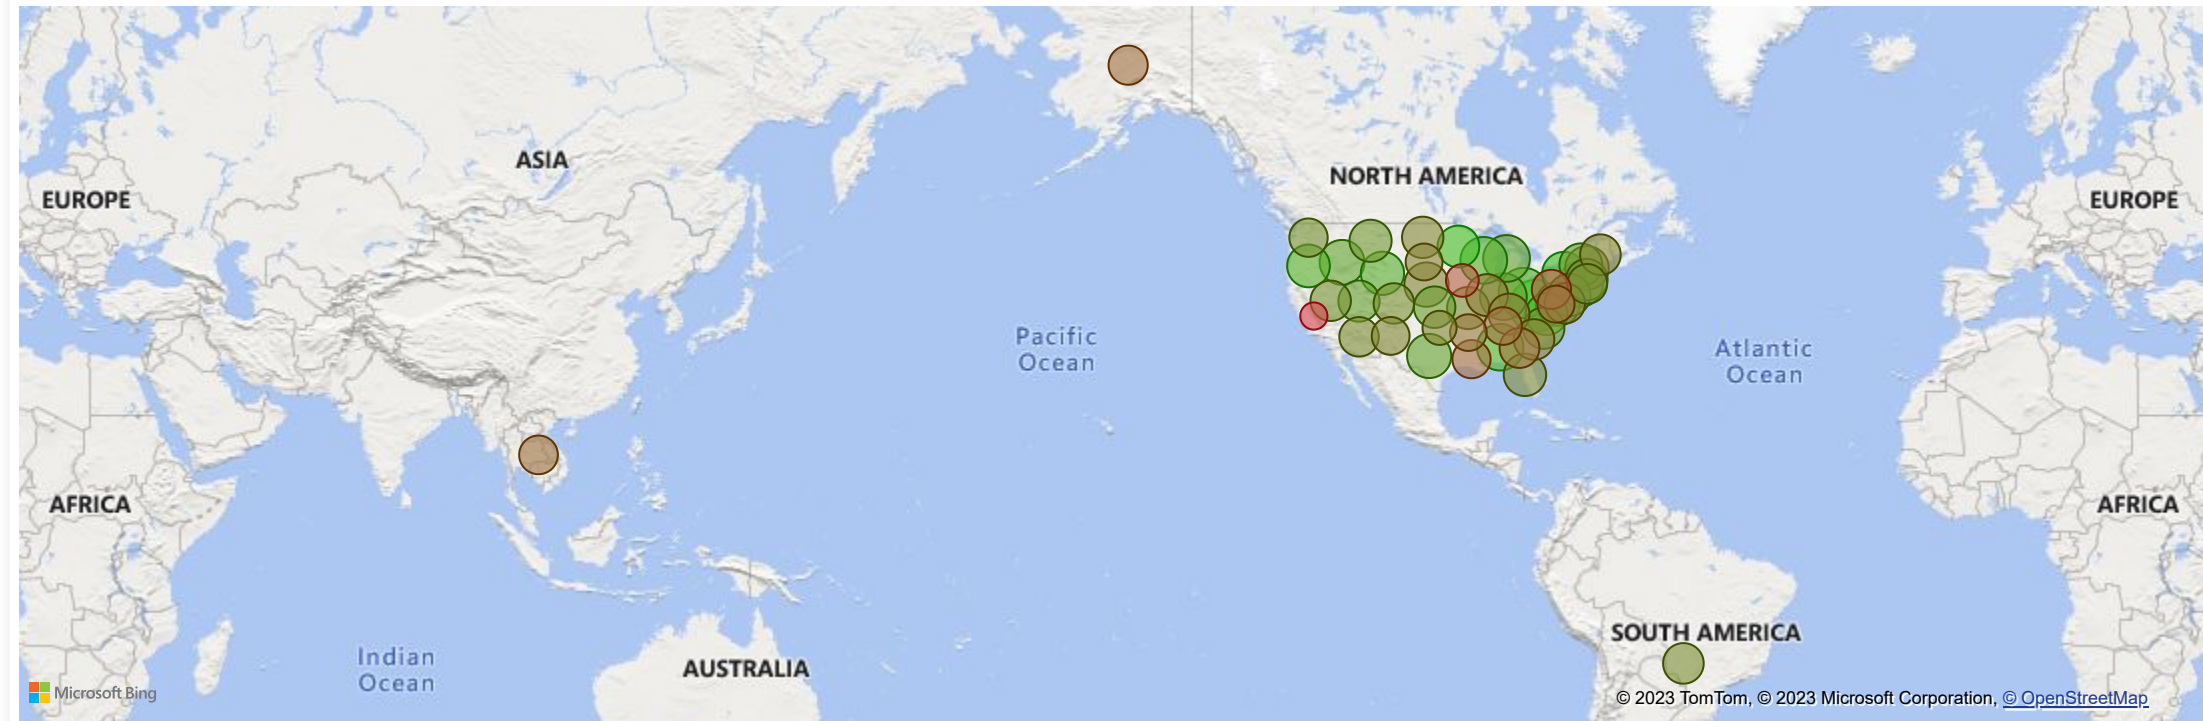 ASIA
NORTH AMERICA
EUROPE
EUROPE
Pacific
Ocean
Atlantic
Ocean
AFRICA
AFRICA
SOUTH AMERICA
Indian
Ocean
AUSTRALIA
Microsoft Bing
© 2023 TomTom, © 2023 Microsoft Corporation, © OpenStreetMap